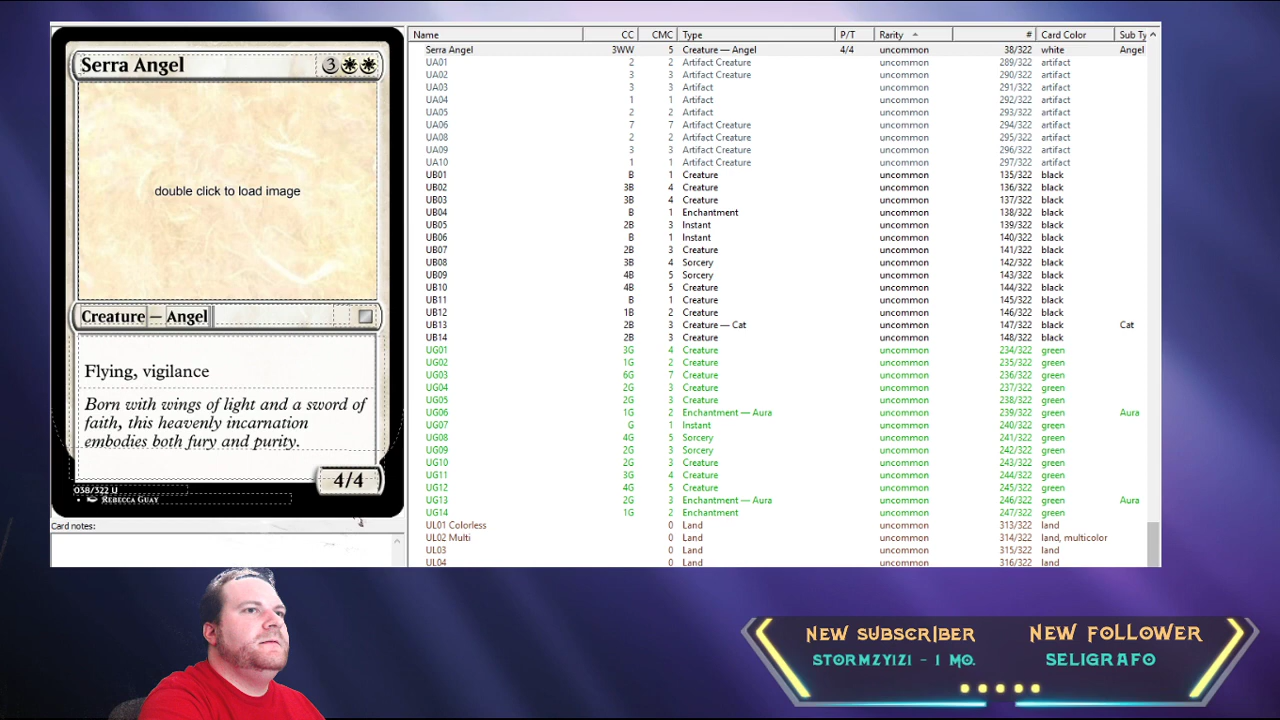 Serra Angel 3
double click to load image
Creature — Angel
Flying, vigilance
Born with wings of light and a sword of
faith, this heavenly incarnation
embodies both fury and purity.
4/4
038/322 U
• REBECCA GUAY
Card notes:
Name CC CMC Type P/T Rarity # Card Color Sub Ty
Serra Angel 3WW 5 Creature — Angel 4/4 uncommon 38/322 white Angel
UA01 2 2 Artifact Creature uncommon 289/322 artifact
UA02 3 3 Artifact Creature uncommon 290/322 artifact
UA03 3 3 Artifact uncommon 291/322 artifact
UA04 1 1 Artifact uncommon 292/322 artifact
UA05 2 2 Artifact uncommon 293/322 artifact
UA06 7 7 Artifact Creature uncommon 294/322 artifact
UA08 2 2 Artifact Creature uncommon 295/322 artifact
UA09 3 3 Artifact Creature uncommon 296/322 artifact
UA10 1 1 Artifact Creature uncommon 297/322 artifact
UB01 B 1 Creature uncommon 135/322 black
UB02 3B 4 Creature uncommon 136/322 black
UB03 3B 4 Creature uncommon 137/322 black
UB04 B 1 Enchantment uncommon 138/322 black
UB05 2B 3 Instant uncommon 139/322 black
UB06 B 1 Instant uncommon 140/322 black
UB07 2B 3 Creature uncommon 141/322 black
UB08 3B 4 Sorcery uncommon 142/322 black
UB09 4B 5 Sorcery uncommon 143/322 black
UB10 4B 5 Creature uncommon 144/322 black
UB11 B 1 Creature uncommon 145/322 black
UB12 1B 2 Creature uncommon 146/322 black
UB13 2B 3 Creature — Cat uncommon 147/322 black Cat
UB14 2B 3 Creature uncommon 148/322 black
UG01 3G 4 Creature uncommon 234/322 green
UG02 1G 2 Creature uncommon 235/322 green
UG03 6G 7 Creature uncommon 236/322 green
UG04 2G 3 Creature uncommon 237/322 green
UG05 2G 3 Creature uncommon 238/322 green
UG06 1G 2 Enchantment — Aura uncommon 239/322 green Aura
UG07 G 1 Instant uncommon 240/322 green
UG08 4G 5 Sorcery uncommon 241/322 green
UG09 2G 3 Sorcery uncommon 242/322 green
UG10 2G 3 Creature uncommon 243/322 green
UG11 3G 4 Creature uncommon 244/322 green
UG12 4G 5 Creature uncommon 245/322 green
UG13 2G 3 Enchantment — Aura uncommon 246/322 green Aura
UG14 1G 2 Enchantment uncommon 247/322 green
UL01 Colorless 0 Land uncommon 313/322 land
UL02 Multi 0 Land uncommon 314/322 land, multicolor
UL03 0 Land uncommon 315/322 land
UL04 0 Land uncommon 316/322 land
NEW SUBSCRIBER
STORMZYIZI - 1 MO.
NEW FOLLOWER
SELIGRAFO